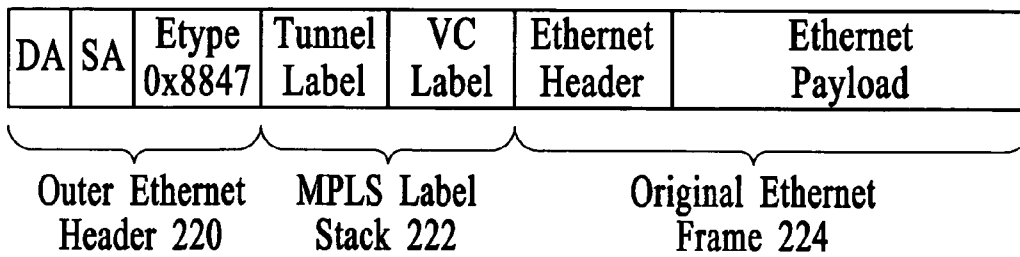 DA SA Etype 0x8847 Tunnel Label VC Label Ethernet Header Ethernet Payload
Outer Ethernet Header 220
MPLS Label Stack 222
Original Ethernet Frame 224